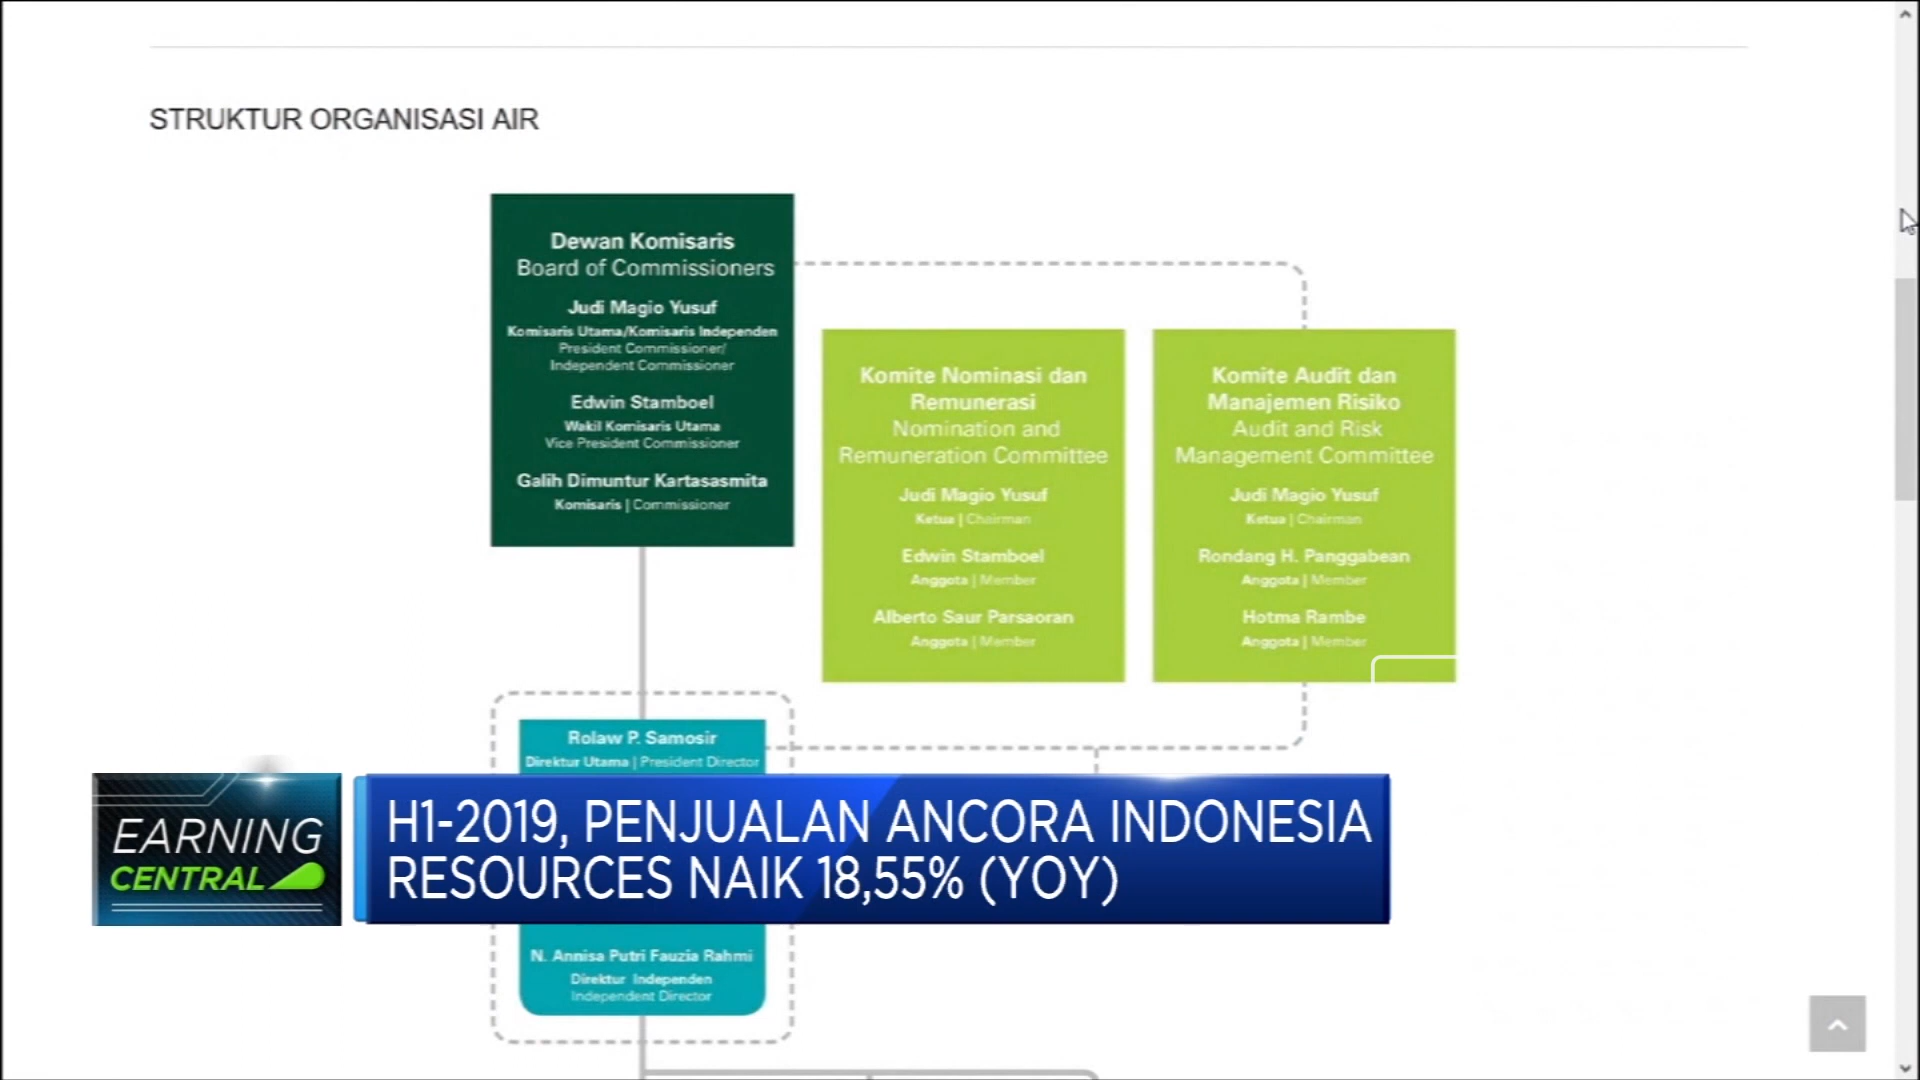 STRUKTUR ORGANISASI AIR
Dewan Komisaris
Board of Commissioners
Judi Magio Yusuf
Komisaris Utama/Komisaris Independen
President Commissioner/
Independent Commissioner
Edwin Stamboel
Wakil Komisaris Utama
Vice President Commissioner
Galih Dimuntur Kartasasmita
Komisaris | Commissioner
Komite Nominasi dan
Remunerasi
Nomination and
Remuneration Committee
Judi Magio Yusuf
Ketua | Chairman
Edwin Stamboel
Anggota | Member
Alberto Saur Parsaoran
Anggota | Member
Komite Audit dan
Manajemen Risiko
Audit and Risk
Management Committee
Judi Magio Yusuf
Ketua | Chairman
Rondang H. Panggabean
Anggota | Member
Hotma Rambe
Anggota | Member
Rolaw P. Samosir
Direktur Utama | President Director
EARNING
CENTRAL
H1-2019, PENJUALAN ANCORA INDONESIA
RESOURCES NAIK 18,55% (YOY)
N. Annisa Putri Fauzia Rahmi
Direktur Independen
Independent Director